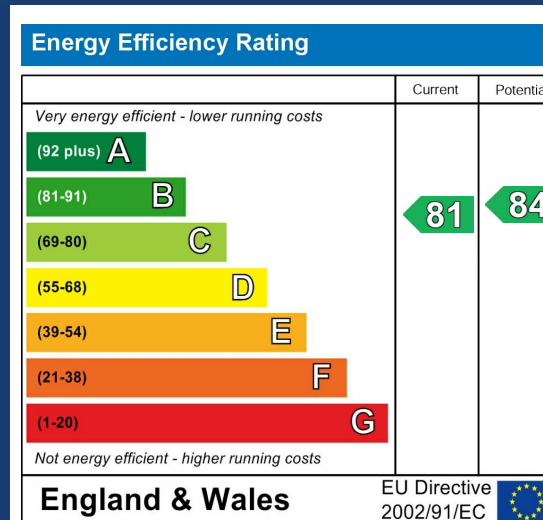 Energy Efficiency Rating
Current Potentia
Very energy efficient - lower running costs
(92 plus) A
(81-91) B
(69-80) C
(55-68) D
(39-54) E
(21-38) F
(1-20) G
81 84
Not energy efficient - higher running costs
England & Wales
EU Directive
2002/91/EC